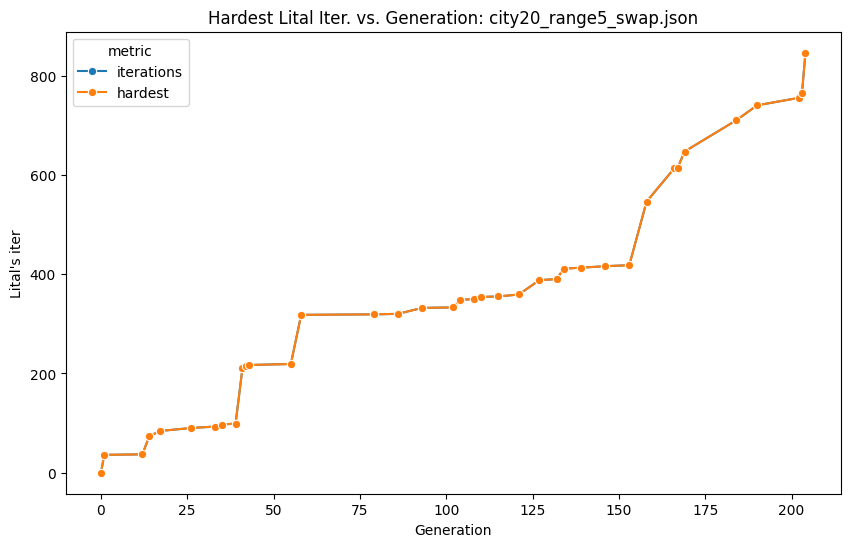 Hardest Lital Iter. vs. Generation: city20_range5_swap.json
metric
iterations
hardest
Lital's iter
800
600
400
200
0
0 25 50 75 100 125 150 175 200
Generation